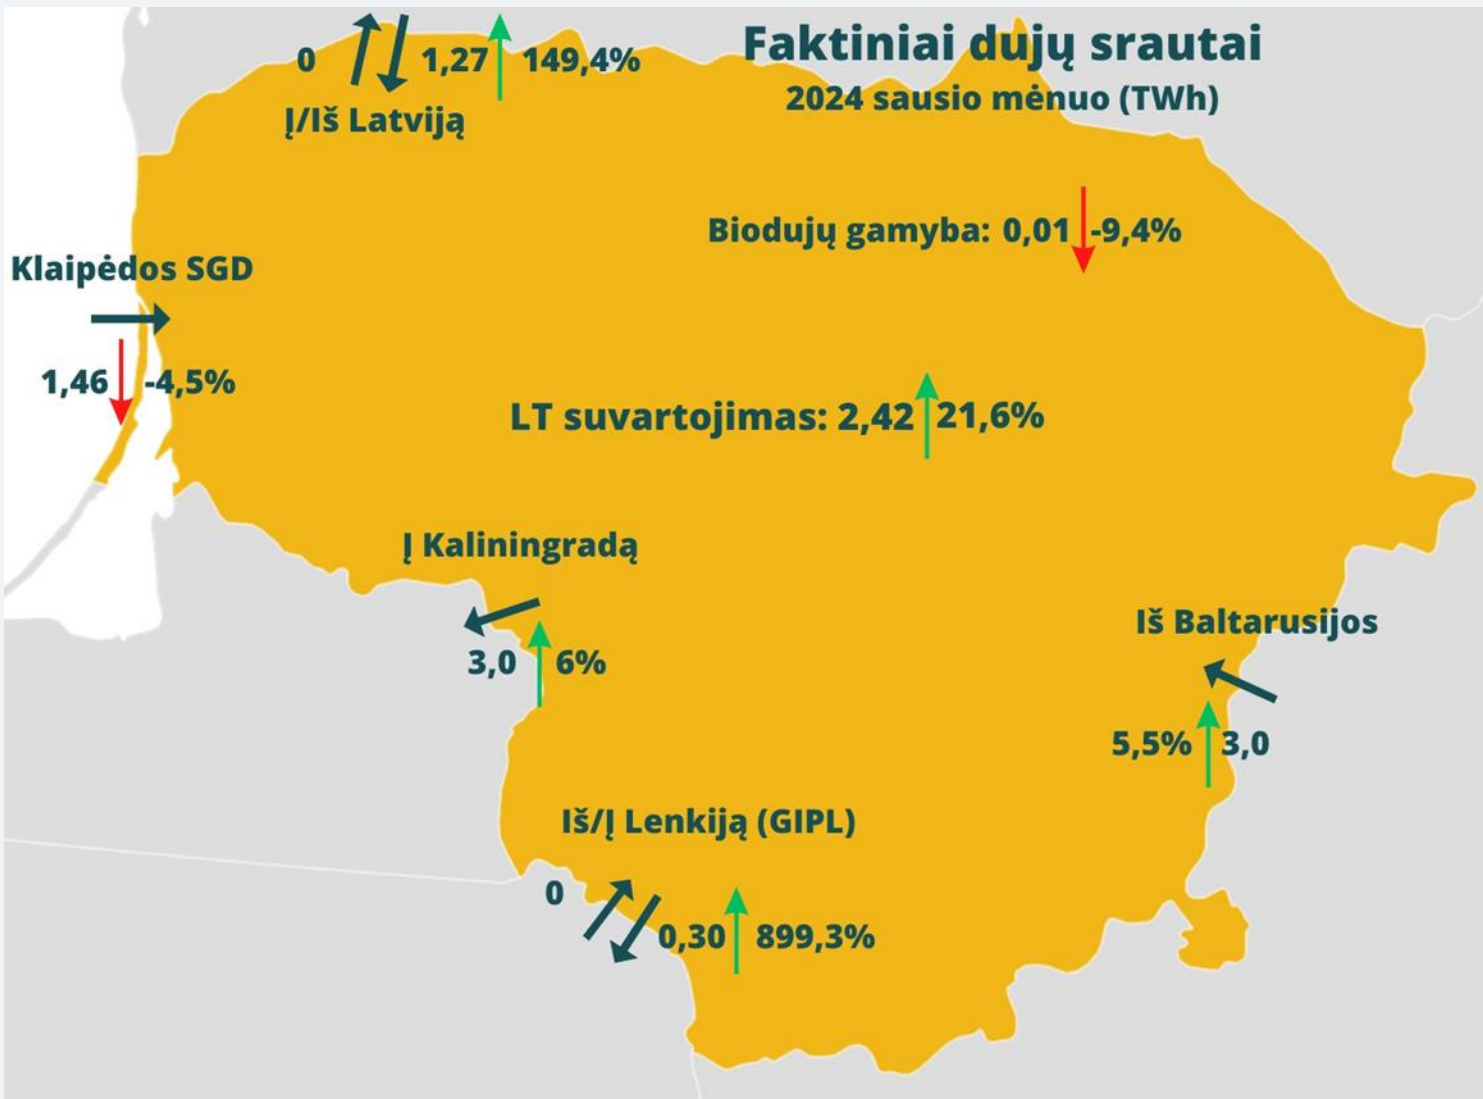 Faktiniai dujų srautai
2024 sausio mėnuo (TWh)
0 1,27 149,4%
Į/Iš Latviją
Biodujų gamyba: 0,01 -9,4%
Klaipėdos SGD
1,46 -4,5%
LT suvartojimas: 2,42 21,6%
Į Kaliningradą
3,0 6%
Iš Baltarusijos
5,5% 3,0
Iš/Į Lenkiją (GIPL)
0
0,30 899,3%